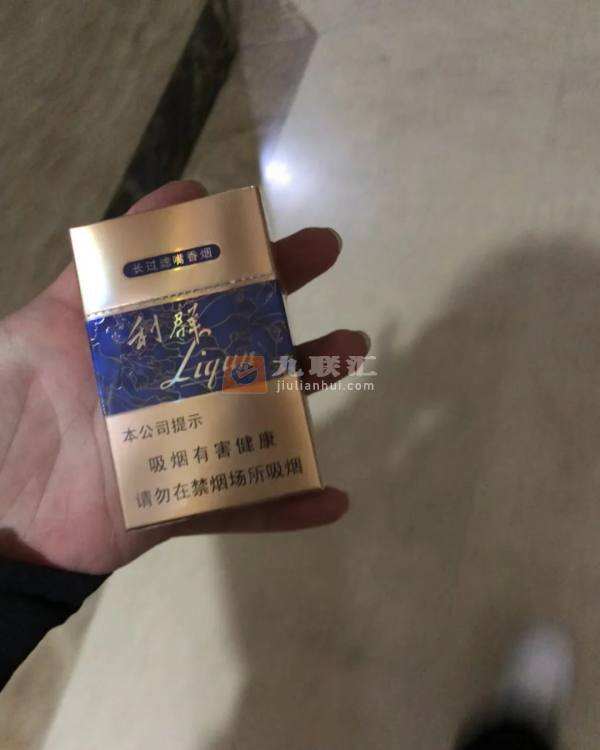 长过滤嘴香烟
利群
Liqun
九联汇
jiulianhui.com
本公司提示
吸烟有害健康
请勿在禁烟场所吸烟